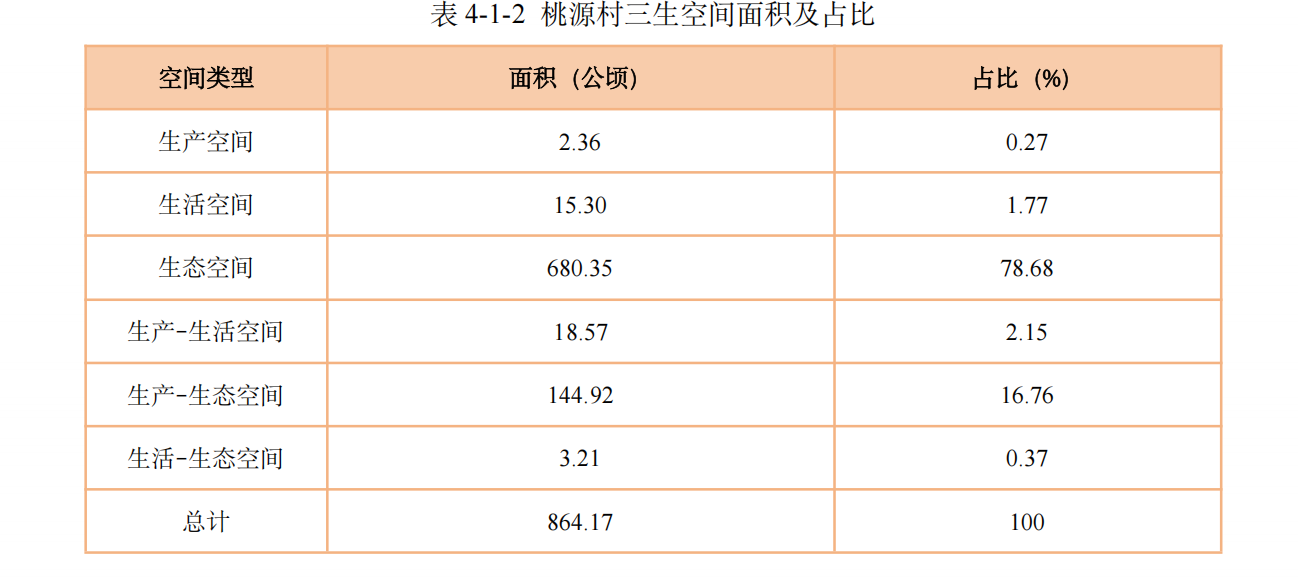 表 4-1-2 桃源村三生空间面积及占比
空间类型 面积（公顷） 占比（%）
生产空间 2.36 0.27
生活空间 15.30 1.77
生态空间 680.35 78.68
生产-生活空间 18.57 2.15
生产-生态空间 144.92 16.76
生活-生态空间 3.21 0.37
总计 864.17 100